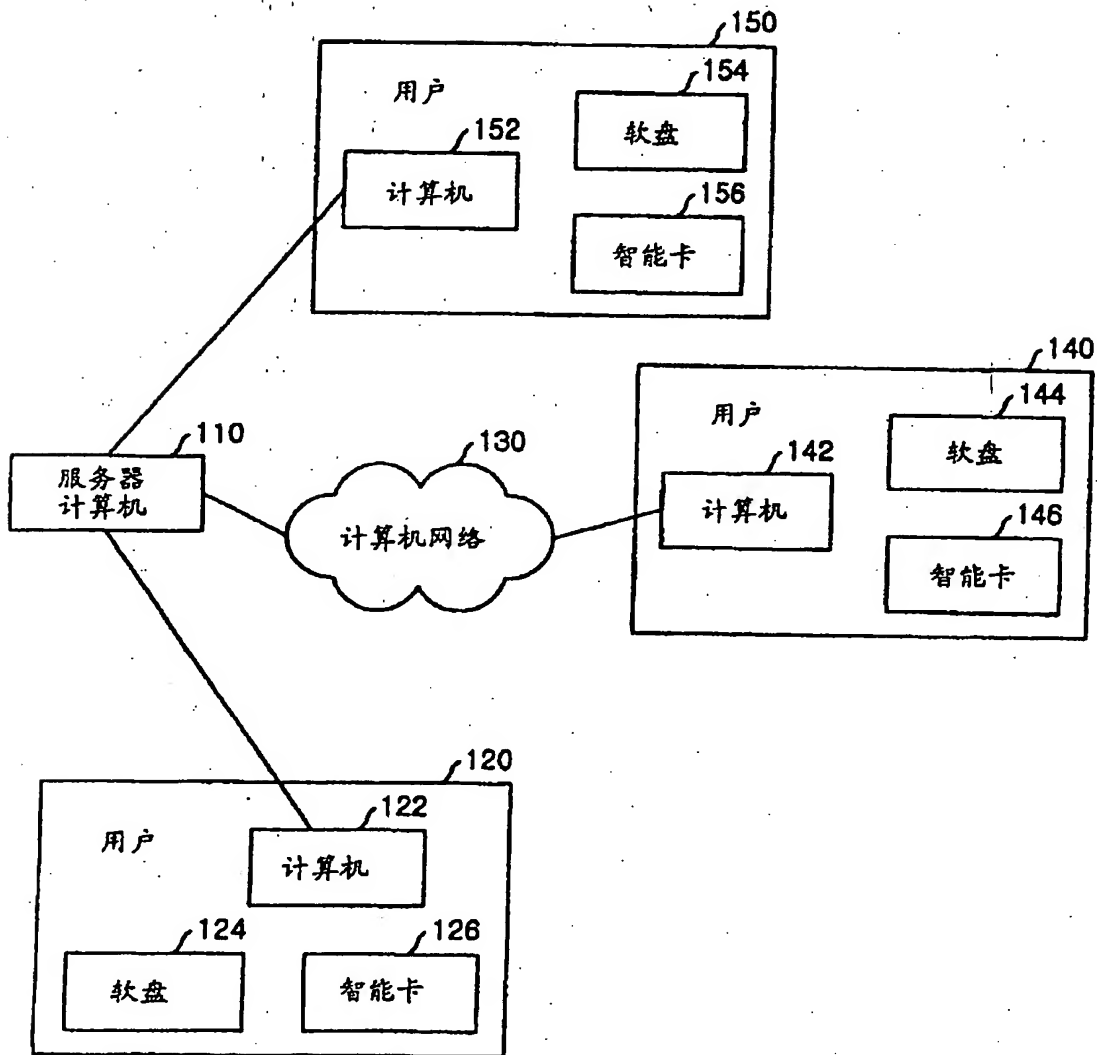 150
用户
154
软盘
152
计算机
156
智能卡
140
用户
144
软盘
142
计算机
146
智能卡
110
服务器
计算机
130
计算机网络
120
用户
122
计算机
124
软盘
126
智能卡